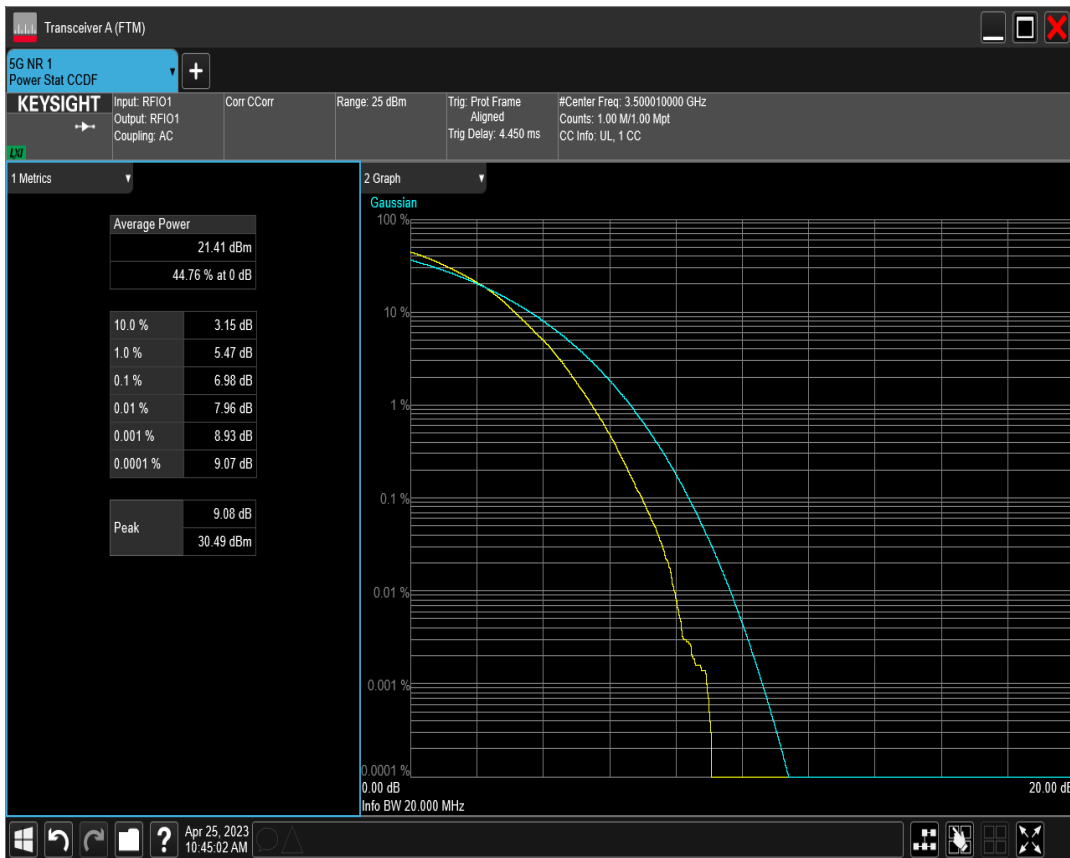 Transceiver A (FTM)
5G NR 1
Power Stat CCDF
+
KEYSIGHT
LXI
Input: RFIO1
Output: RFIO1
Coupling: AC
Corr CCorr
Range: 25 dBm
Trig: Prot Frame
Aligned
Trig Delay: 4.450 ms
#Center Freq: 3.500010000 GHz
Counts: 1.00 M/1.00 Mpt
CC Info: UL, 1 CC
1 Metrics
Average Power
21.41 dBm
44.76 % at 0 dB
10.0 % 3.15 dB
1.0 % 5.47 dB
0.1 % 6.98 dB
0.01 % 7.96 dB
0.001 % 8.93 dB
0.0001 % 9.07 dB
Peak
9.08 dB
30.49 dBm
2 Graph
Gaussian
100 %
10 %
1 %
0.1 %
0.01 %
0.001 %
0.0001 %
0.00 dB 20.00 dB
Info BW 20.000 MHz
?
Apr 25, 2023
10:45:02 AM